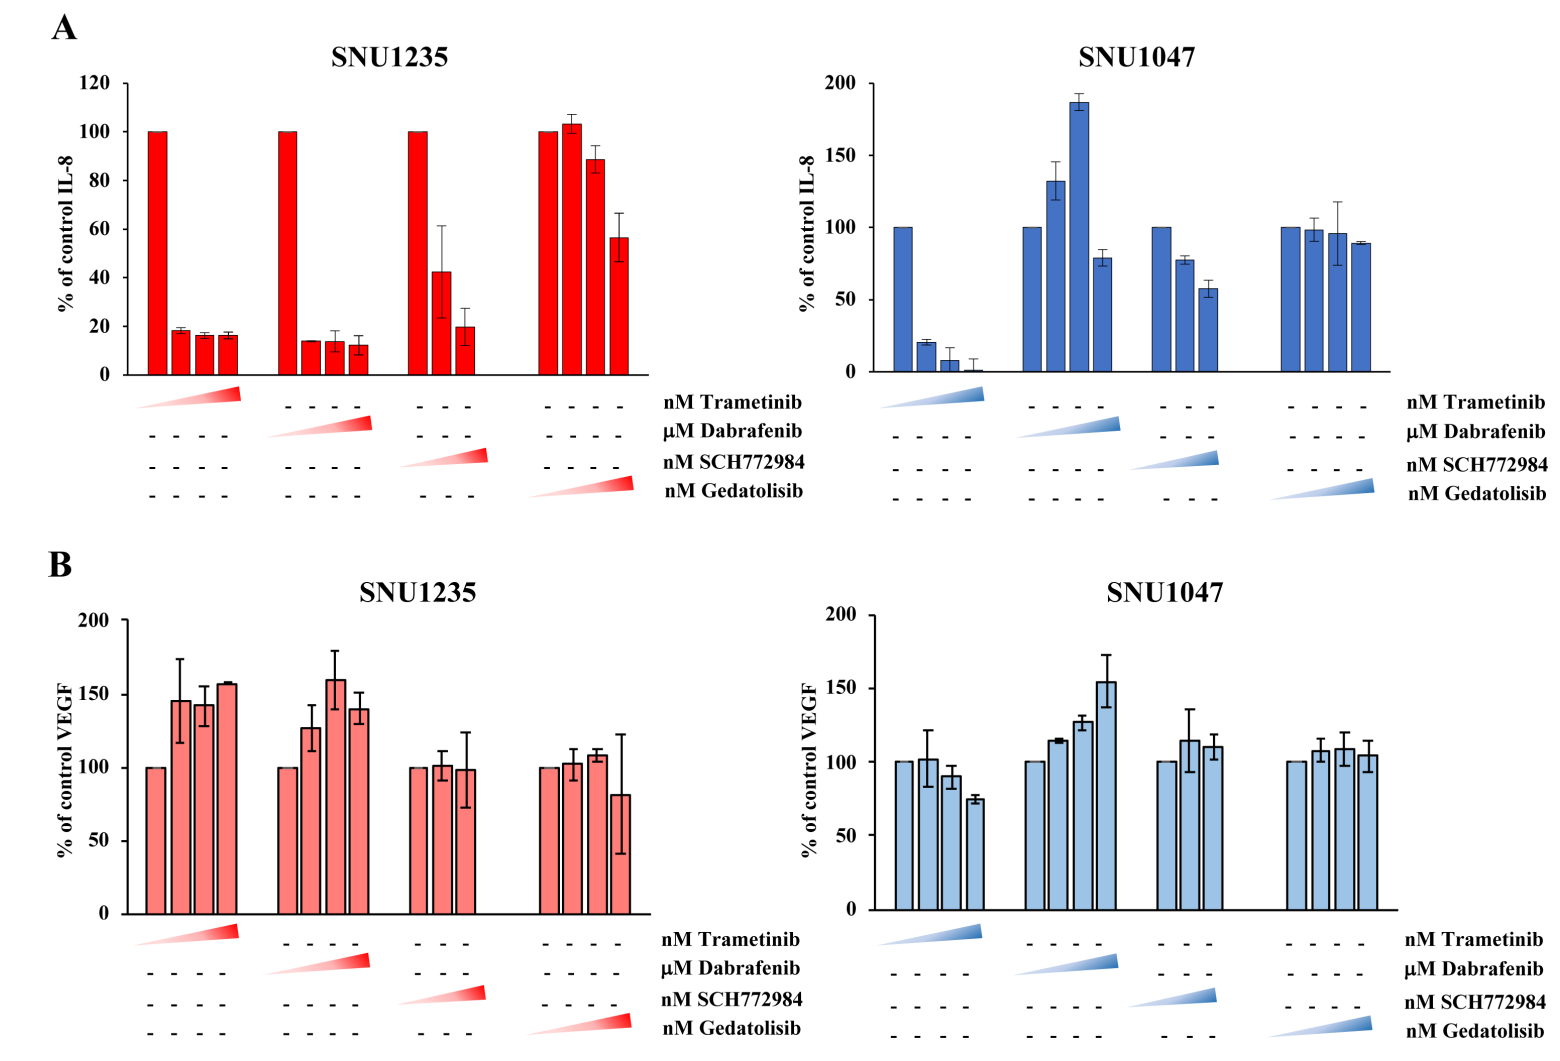 A
SNU1235
120
100
80
60
40
20
0
% of control IL-8
- - - -
- - -
- - - -
nM Trametinib
- - - -
- - -
- - - -
µM Dabrafenib
- - - -
- - - -
- - - -
nM SCH772984
- - - -
- - - -
- - -
nM Gedatolisib
SNU1047
200
150
100
50
0
% of control IL-8
- - - -
- - -
- - - -
nM Trametinib
- - - -
- - -
- - - -
µM Dabrafenib
- - - -
- - - -
- - - -
nM SCH772984
- - - -
- - - -
- - -
nM Gedatolisib
B
SNU1235
200
150
100
50
0
% of control VEGF
- - - -
- - -
- - - -
nM Trametinib
- - - -
- - -
- - - -
µM Dabrafenib
- - - -
- - - -
- - - -
nM SCH772984
- - - -
- - - -
- - -
nM Gedatolisib
SNU1047
200
150
100
50
0
% of control VEGF
- - - -
- - -
- - - -
nM Trametinib
- - - -
- - -
- - - -
µM Dabrafenib
- - - -
- - - -
- - - -
nM SCH772984
- - - -
- - - -
- - -
nM Gedatolisib